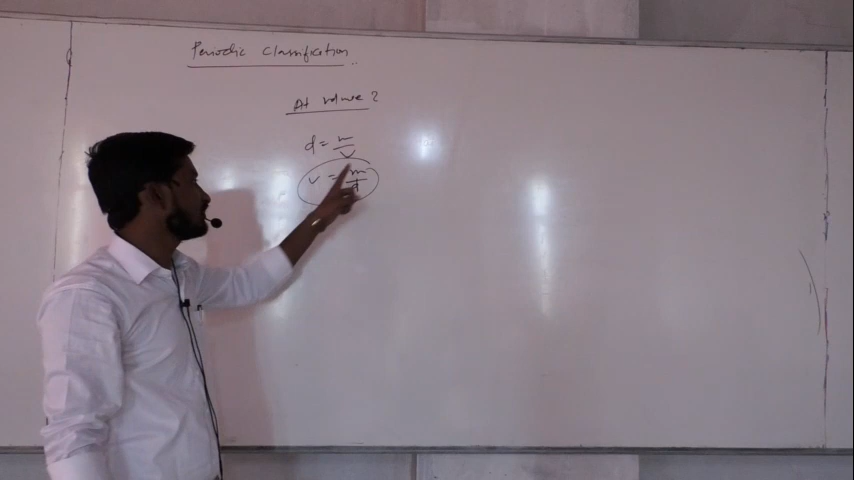 Periodic Classification
At volume ?
d = m/V
V = m/d